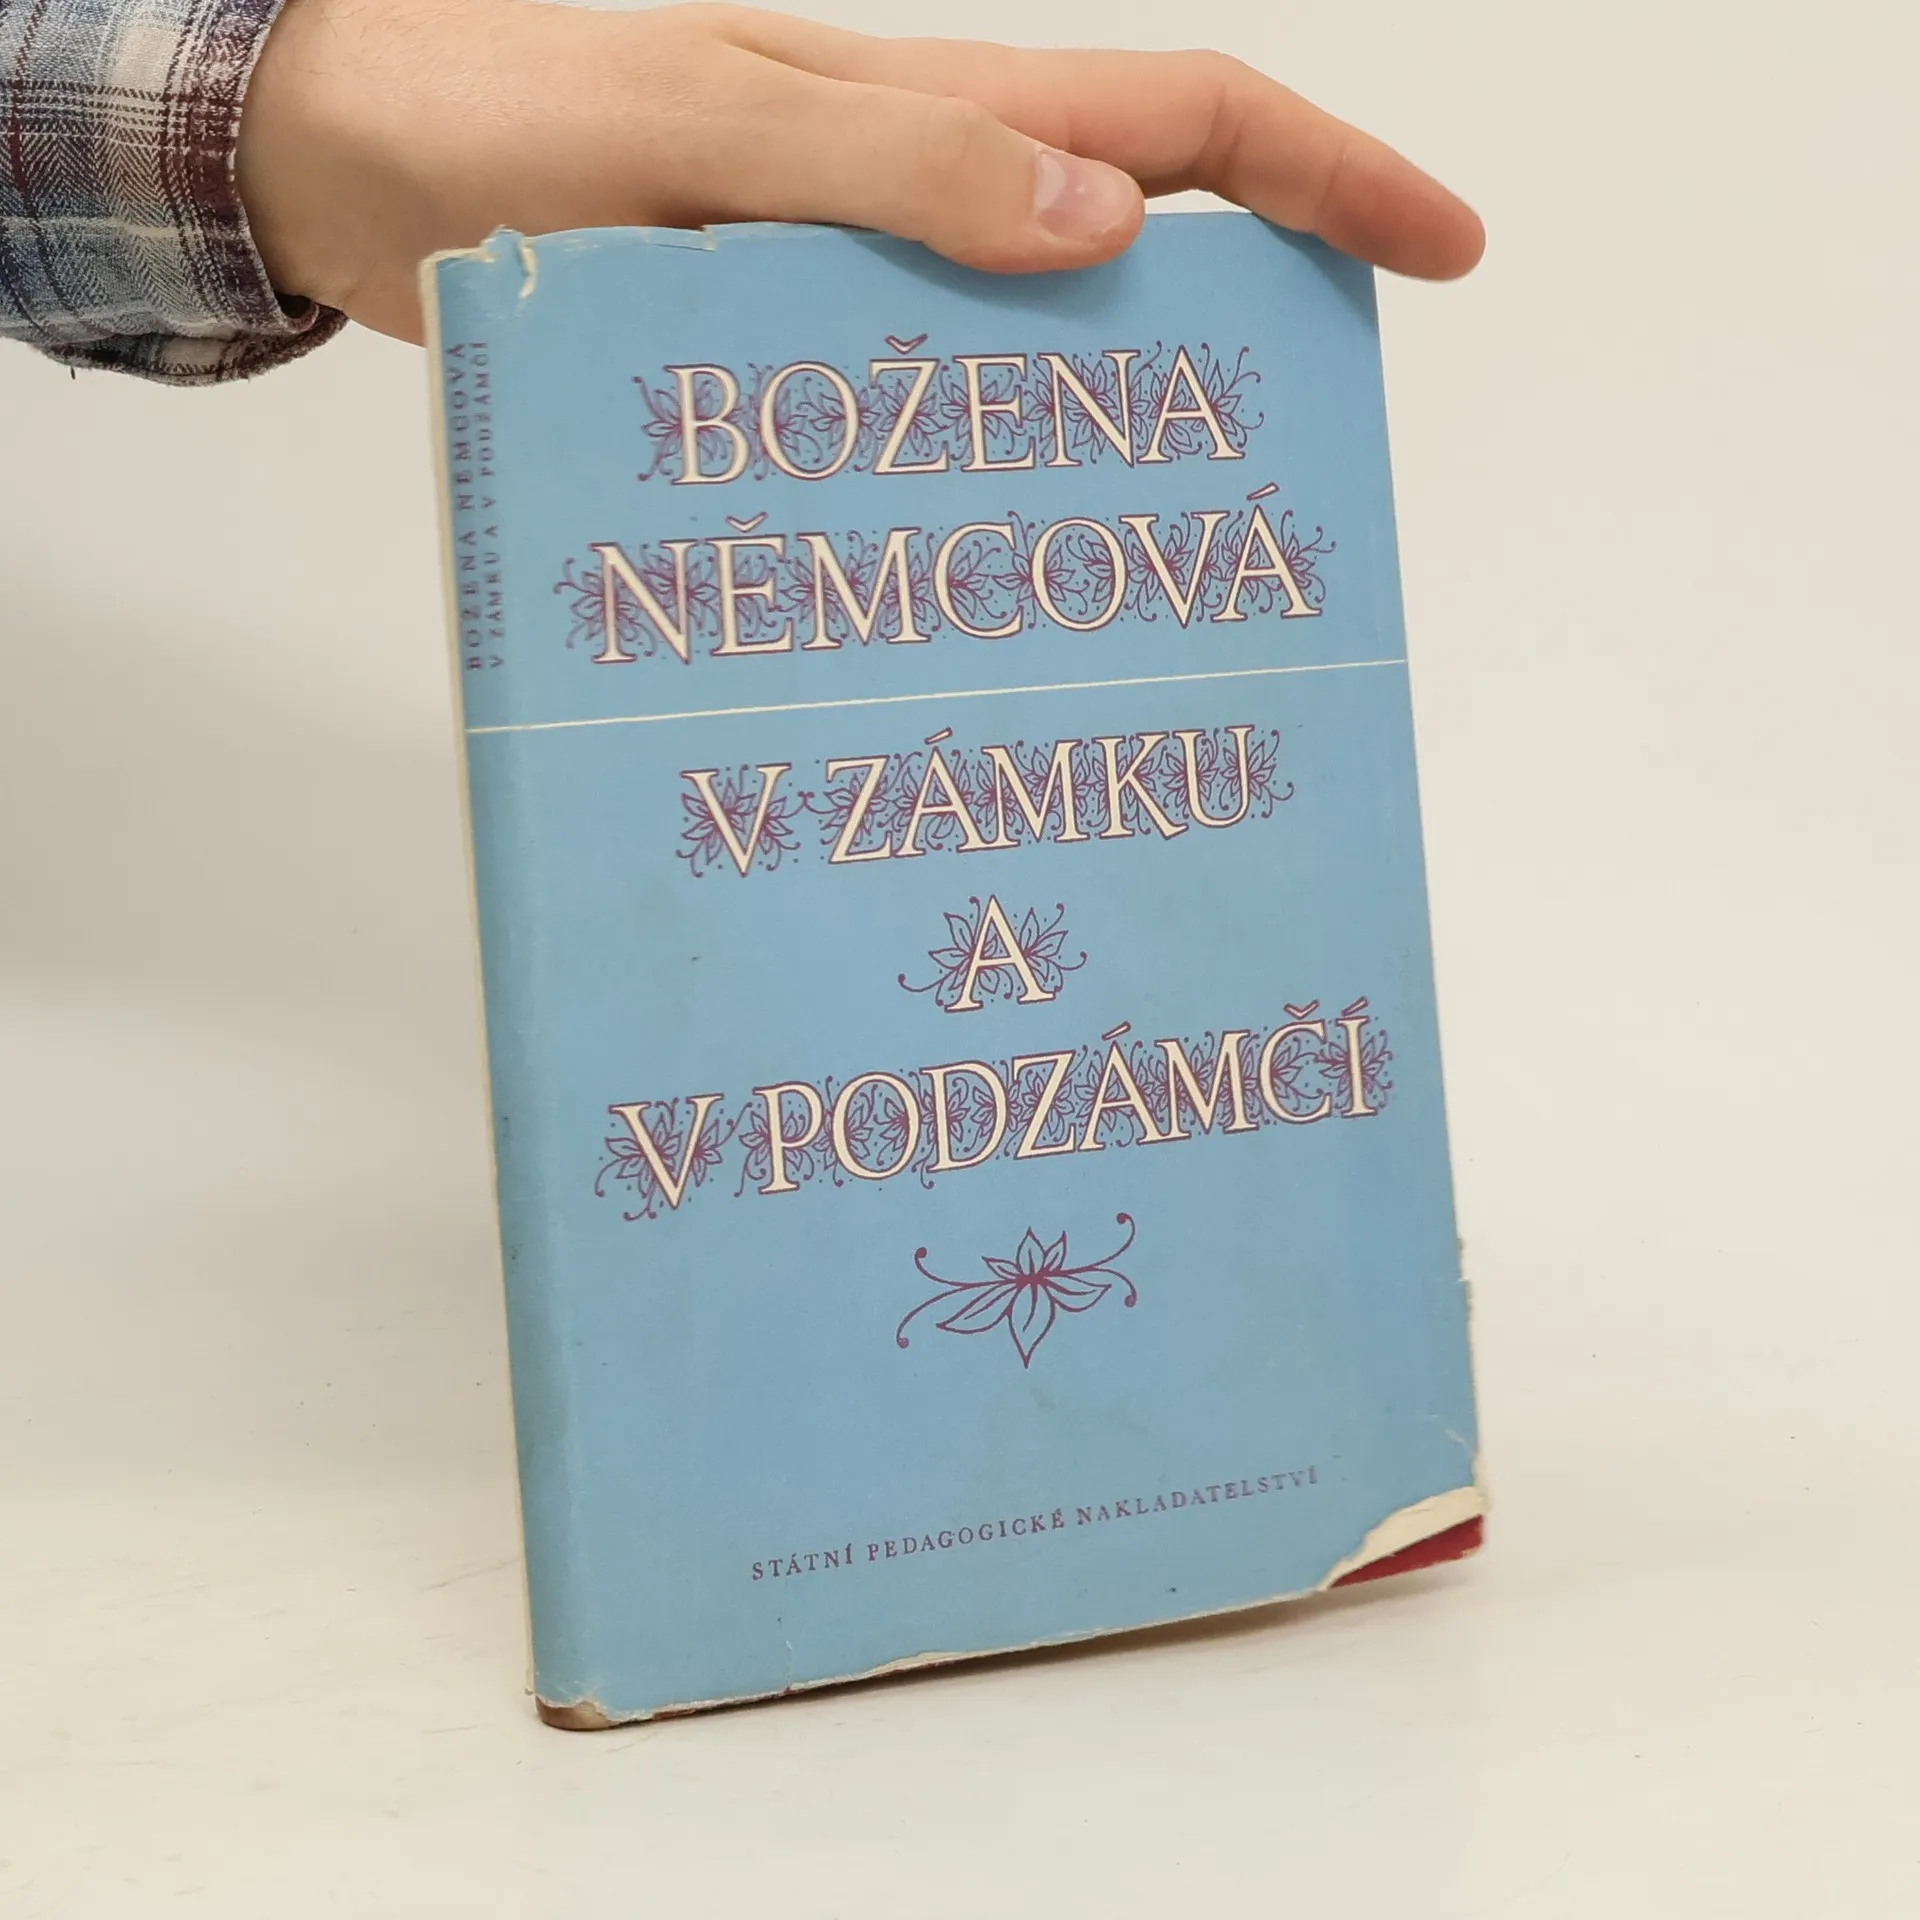 BOŽENA NĚMCOVÁ
V ZÁMKU A V PODZÁMČÍ
BOŽENA
NĚMCOVÁ
V ZÁMKU
A
V PODZÁMČÍ
STÁTNÍ PEDAGOGICKÉ NAKLADATELSTVÍ